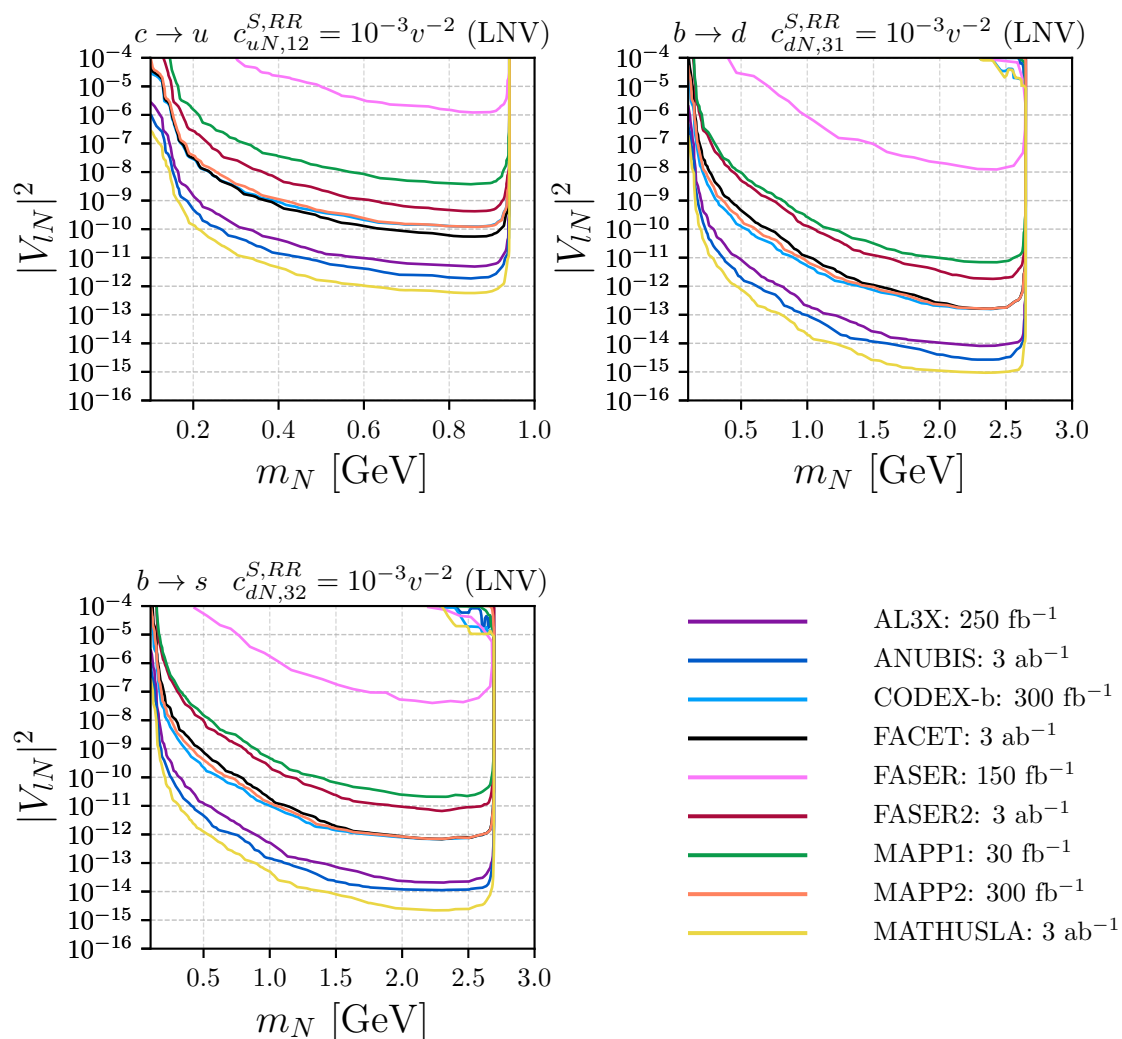 c → u   c^{S,RR}_{uN,12} = 10^{−3}v^{−2} (LNV)
b → d   c^{S,RR}_{dN,31} = 10^{−3}v^{−2} (LNV)
10^{−4}
10^{−5}
10^{−6}
10^{−7}
10^{−8}
10^{−9}
10^{−10}
10^{−11}
10^{−12}
10^{−13}
10^{−14}
10^{−15}
10^{−16}
|V_{lN}|^2
0.2 0.4 0.6 0.8 1.0
m_N [GeV]
10^{−4}
10^{−5}
10^{−6}
10^{−7}
10^{−8}
10^{−9}
10^{−10}
10^{−11}
10^{−12}
10^{−13}
10^{−14}
10^{−15}
10^{−16}
|V_{lN}|^2
0.5 1.0 1.5 2.0 2.5 3.0
m_N [GeV]
b → s   c^{S,RR}_{dN,32} = 10^{−3}v^{−2} (LNV)
10^{−4}
10^{−5}
10^{−6}
10^{−7}
10^{−8}
10^{−9}
10^{−10}
10^{−11}
10^{−12}
10^{−13}
10^{−14}
10^{−15}
10^{−16}
|V_{lN}|^2
0.5 1.0 1.5 2.0 2.5 3.0
m_N [GeV]
AL3X: 250 fb^{−1}
ANUBIS: 3 ab^{−1}
CODEX-b: 300 fb^{−1}
FACET: 3 ab^{−1}
FASER: 150 fb^{−1}
FASER2: 3 ab^{−1}
MAPP1: 30 fb^{−1}
MAPP2: 300 fb^{−1}
MATHUSLA: 3 ab^{−1}